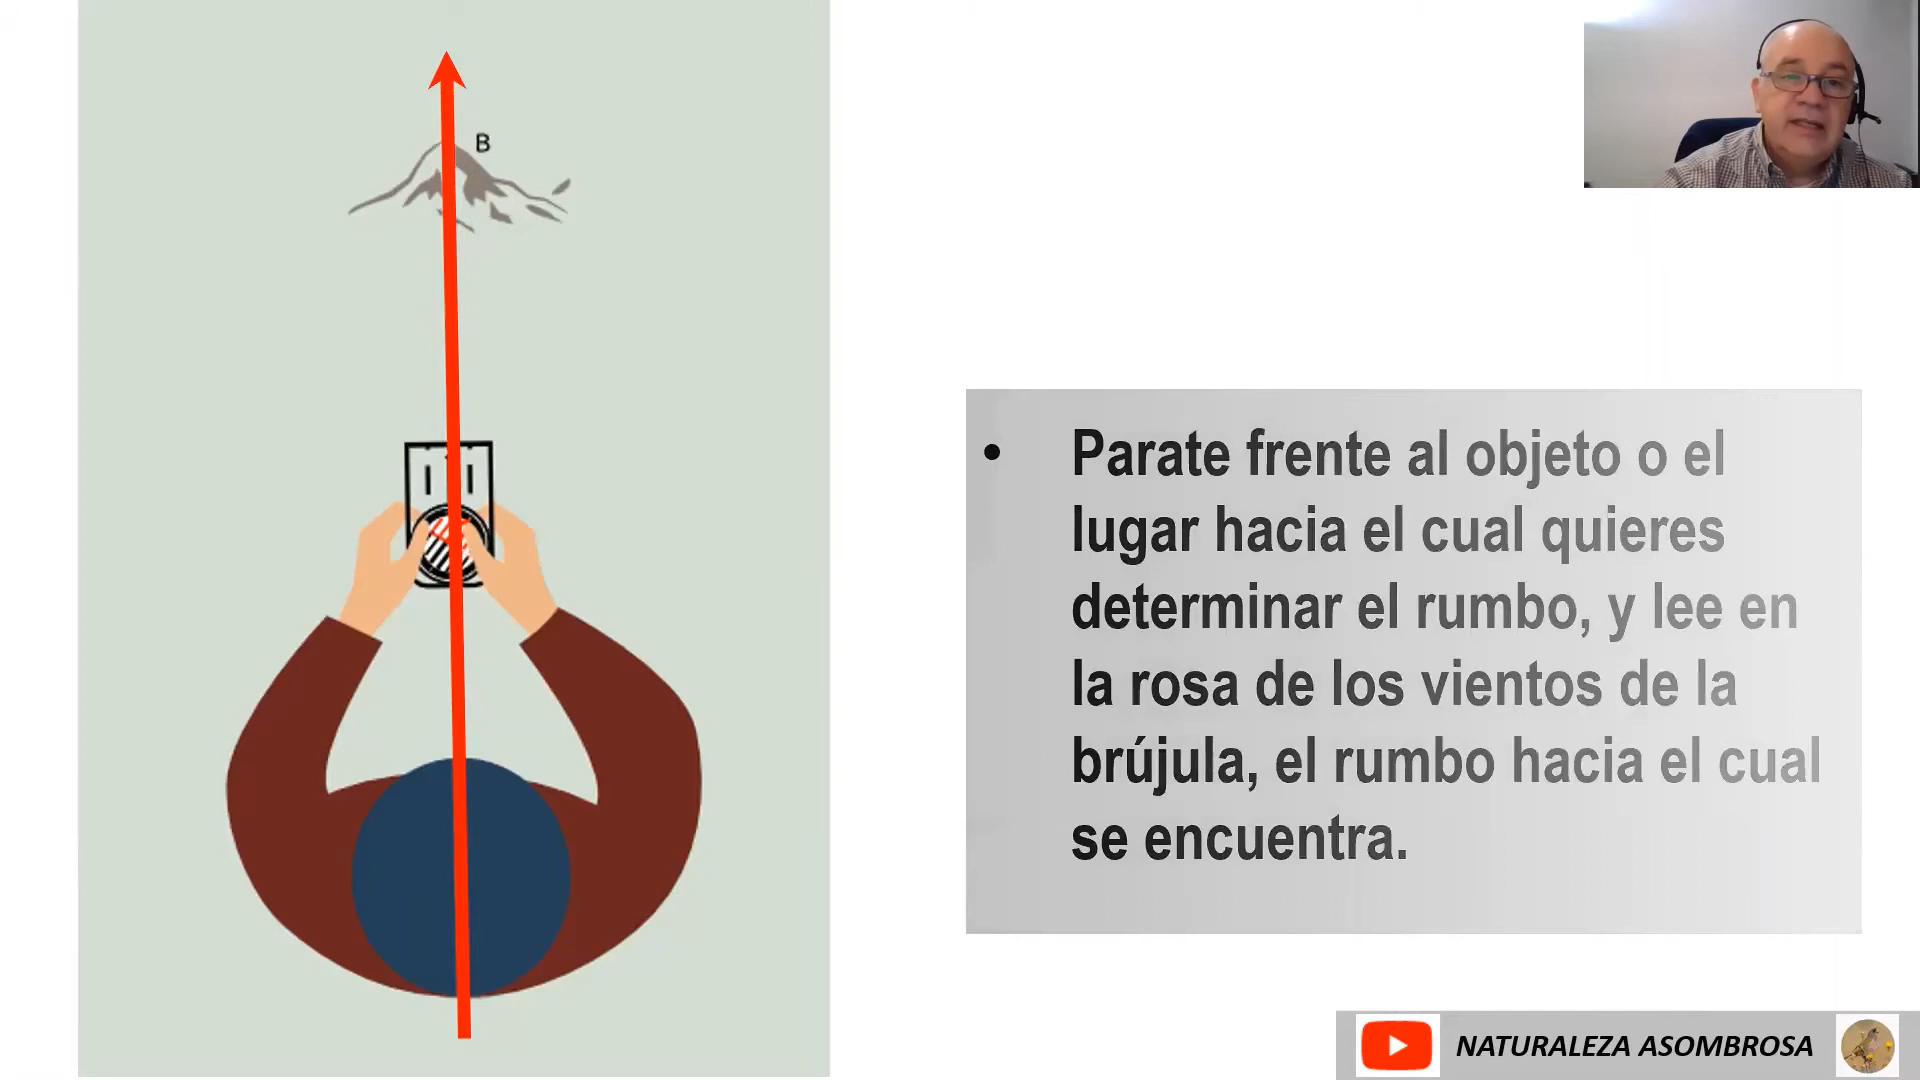 B
• Parate frente al objeto o el
lugar hacia el cual quieres
determinar el rumbo, y lee en
la rosa de los vientos de la
brújula, el rumbo hacia el cual
se encuentra.
NATURALEZA ASOMBROSA